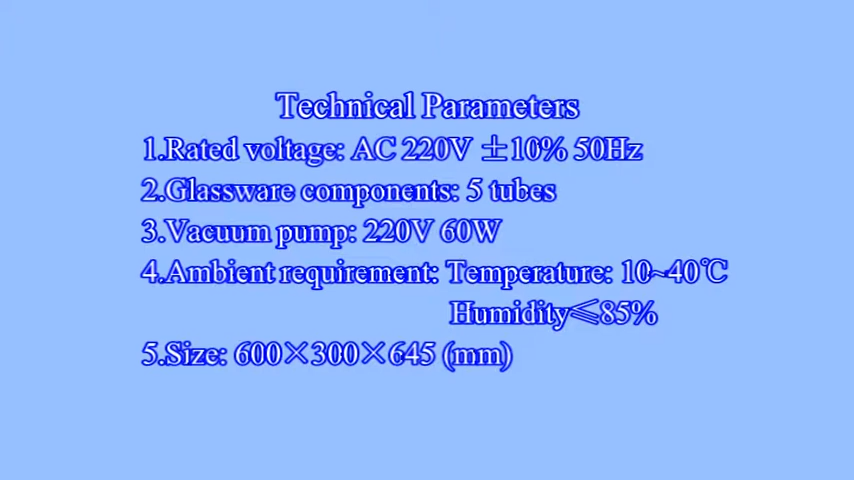 Technical Parameters
1.Rated voltage: AC 220V ±10% 50Hz
2.Glassware components: 5 tubes
3.Vacuum pump: 220V 60W
4.Ambient requirement: Temperature: 10~40℃
Humidity≤85%
5.Size: 600×300×645 (mm)